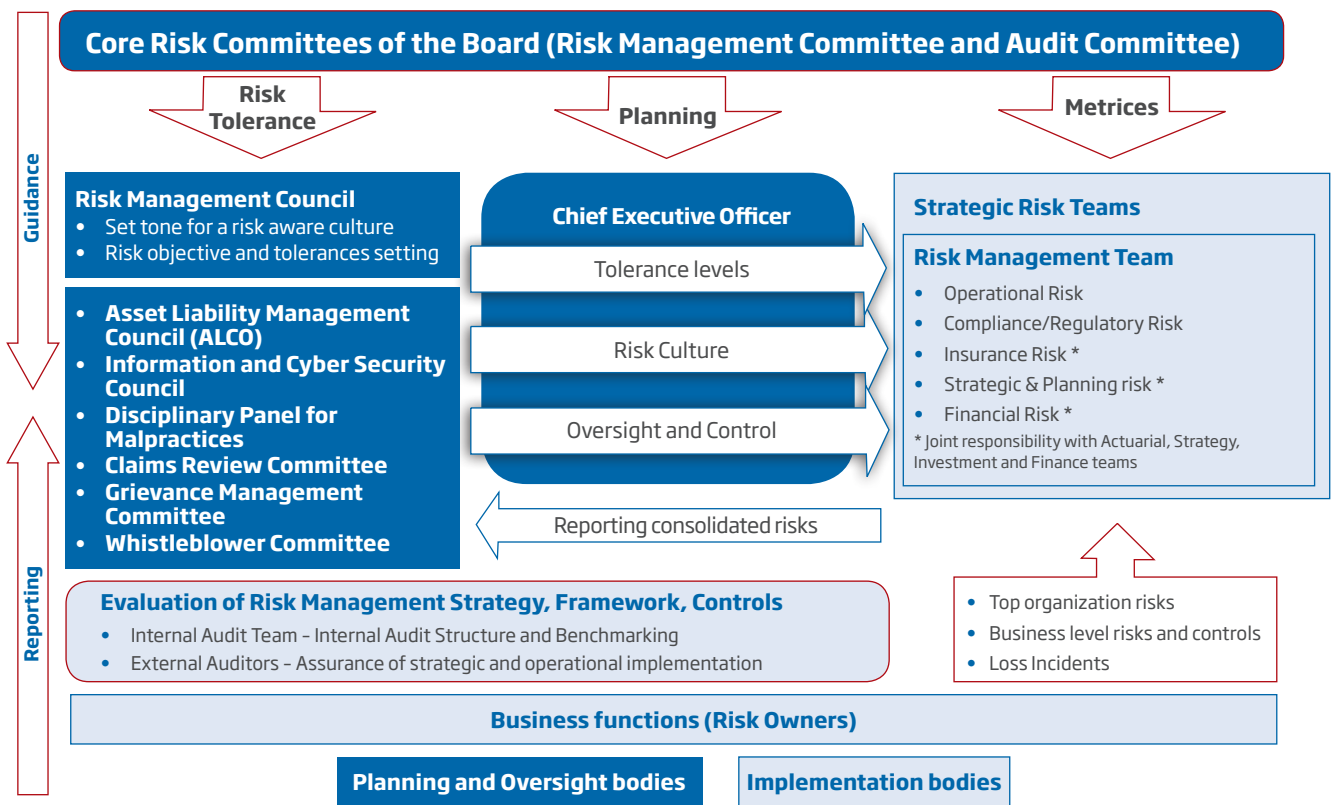 Core Risk Committees of the Board (Risk Management Committee and Audit Committee)
Risk
Tolerance
Planning
Metrices
Guidance
Reporting
Risk Management Council
• Set tone for a risk aware culture
• Risk objective and tolerances setting
• Asset Liability Management
Council (ALCO)
• Information and Cyber Security
Council
• Disciplinary Panel for
Malpractices
• Claims Review Committee
• Grievance Management
Committee
• Whistleblower Committee
Chief Executive Officer
Tolerance levels
Risk Culture
Oversight and Control
Reporting consolidated risks
Strategic Risk Teams
Risk Management Team
• Operational Risk
• Compliance/Regulatory Risk
• Insurance Risk *
• Strategic & Planning risk *
• Financial Risk *
* Joint responsibility with Actuarial, Strategy,
Investment and Finance teams
Evaluation of Risk Management Strategy, Framework, Controls
• Internal Audit Team – Internal Audit Structure and Benchmarking
• External Auditors – Assurance of strategic and operational implementation
• Top organization risks
• Business level risks and controls
• Loss Incidents
Business functions (Risk Owners)
Planning and Oversight bodies
Implementation bodies